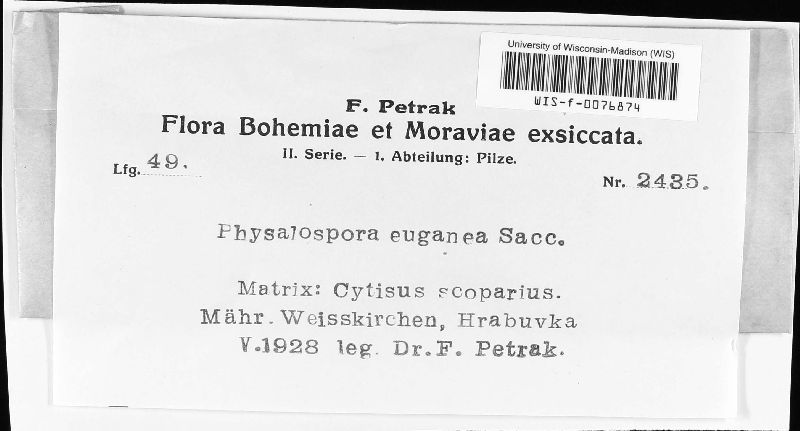 University of Wisconsin-Madison (WIS)
WIS-f-0076874
F. Petrak
Flora Bohemiae et Moraviae exsiccata.
II. Serie. — 1. Abteilung: Pilze.
Lfg. 49.
Nr. 2435.
Physalospora euganea Sacc.
Matrix: Cytisus scoparius.
Mähr. Weisskirchen, Hrabuvka
V.1928 leg. Dr. F. Petrak.